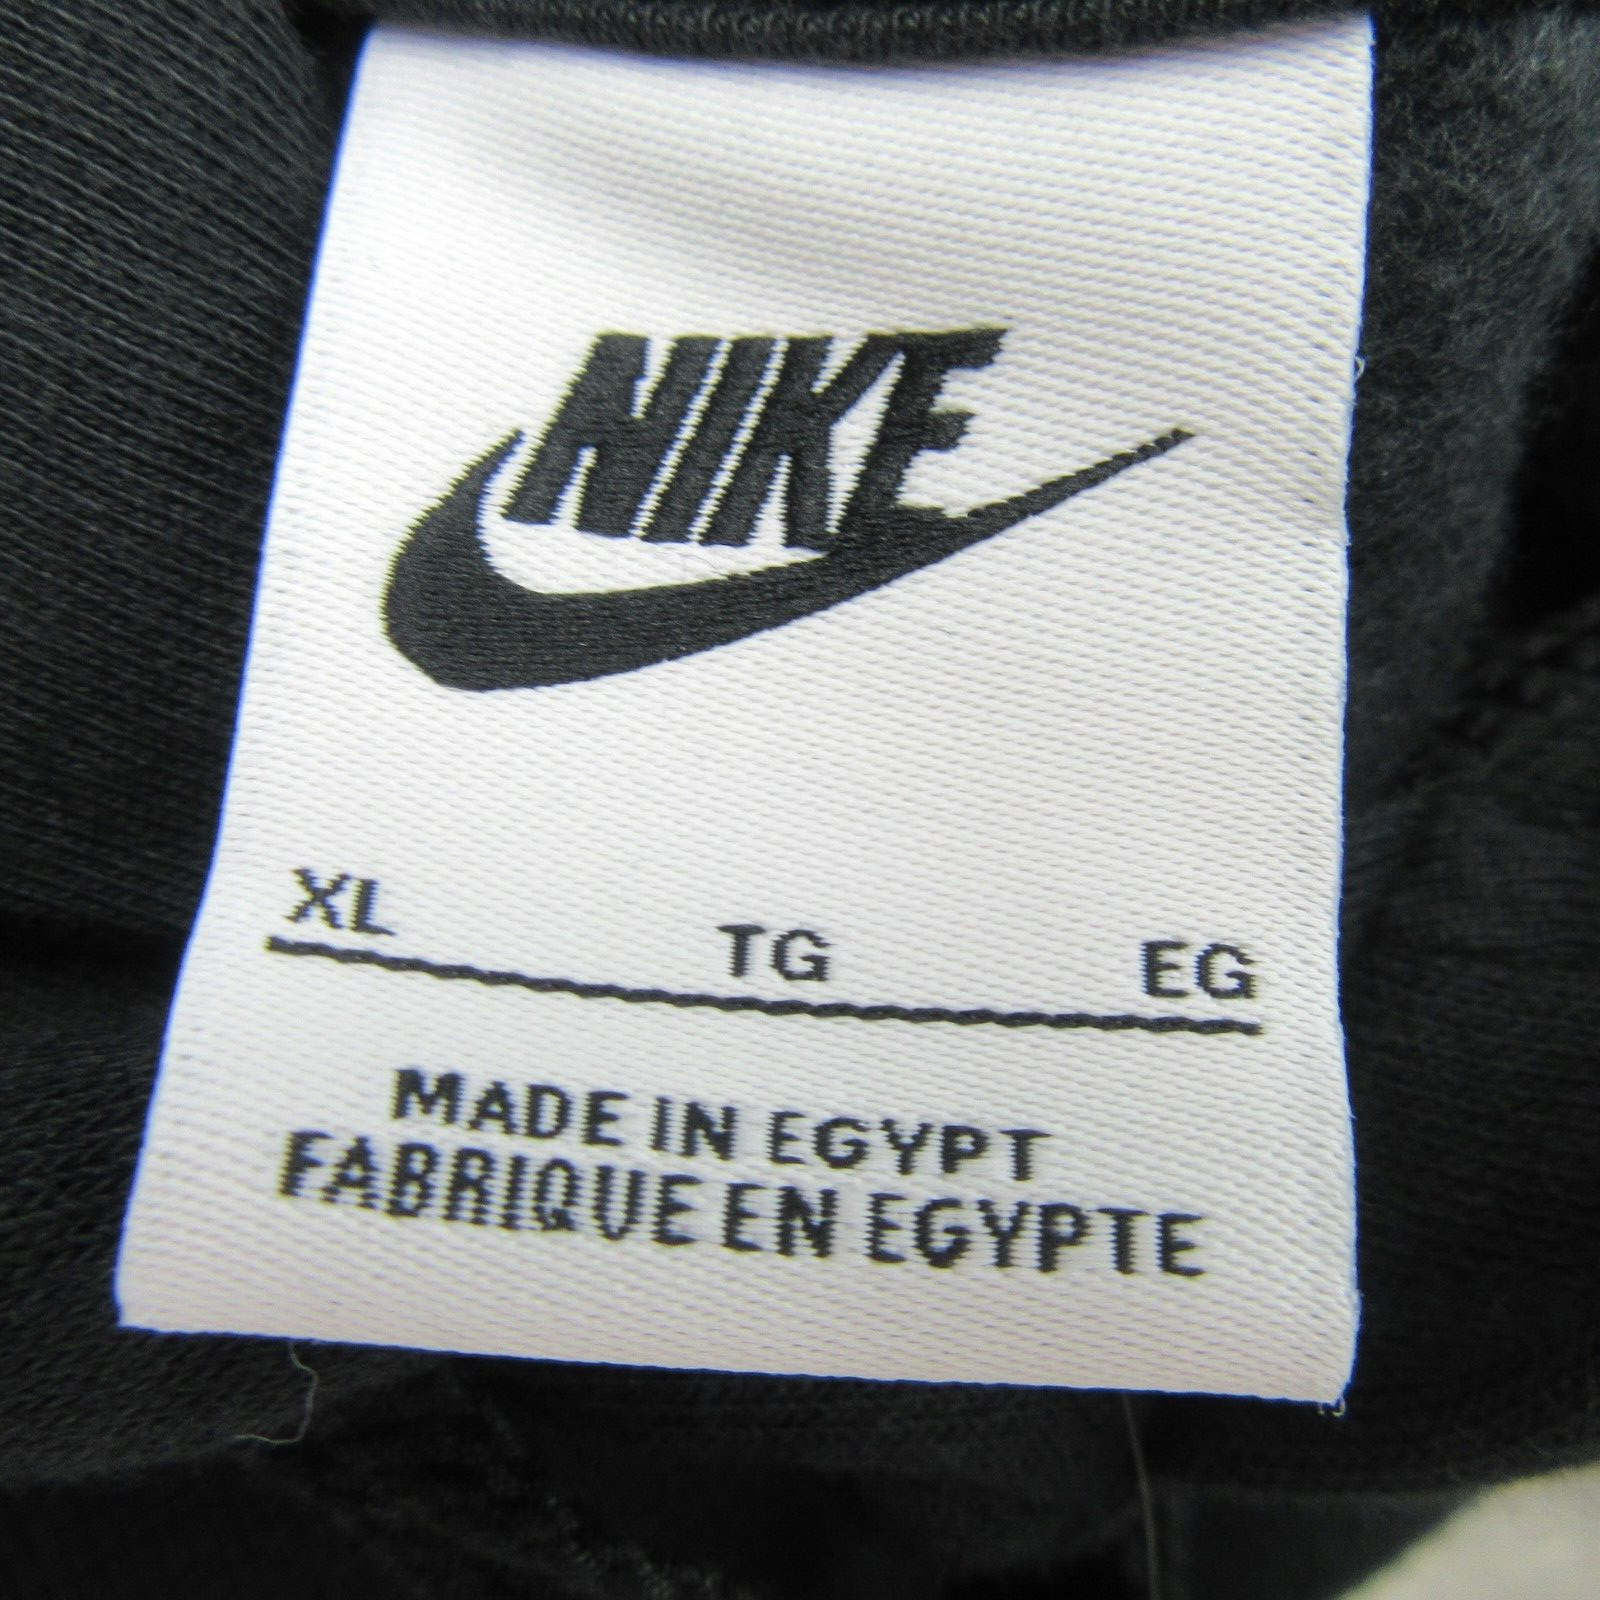 NIKE
XL TG EG
MADE IN EGYPT
FABRIQUE EN EGYPTE